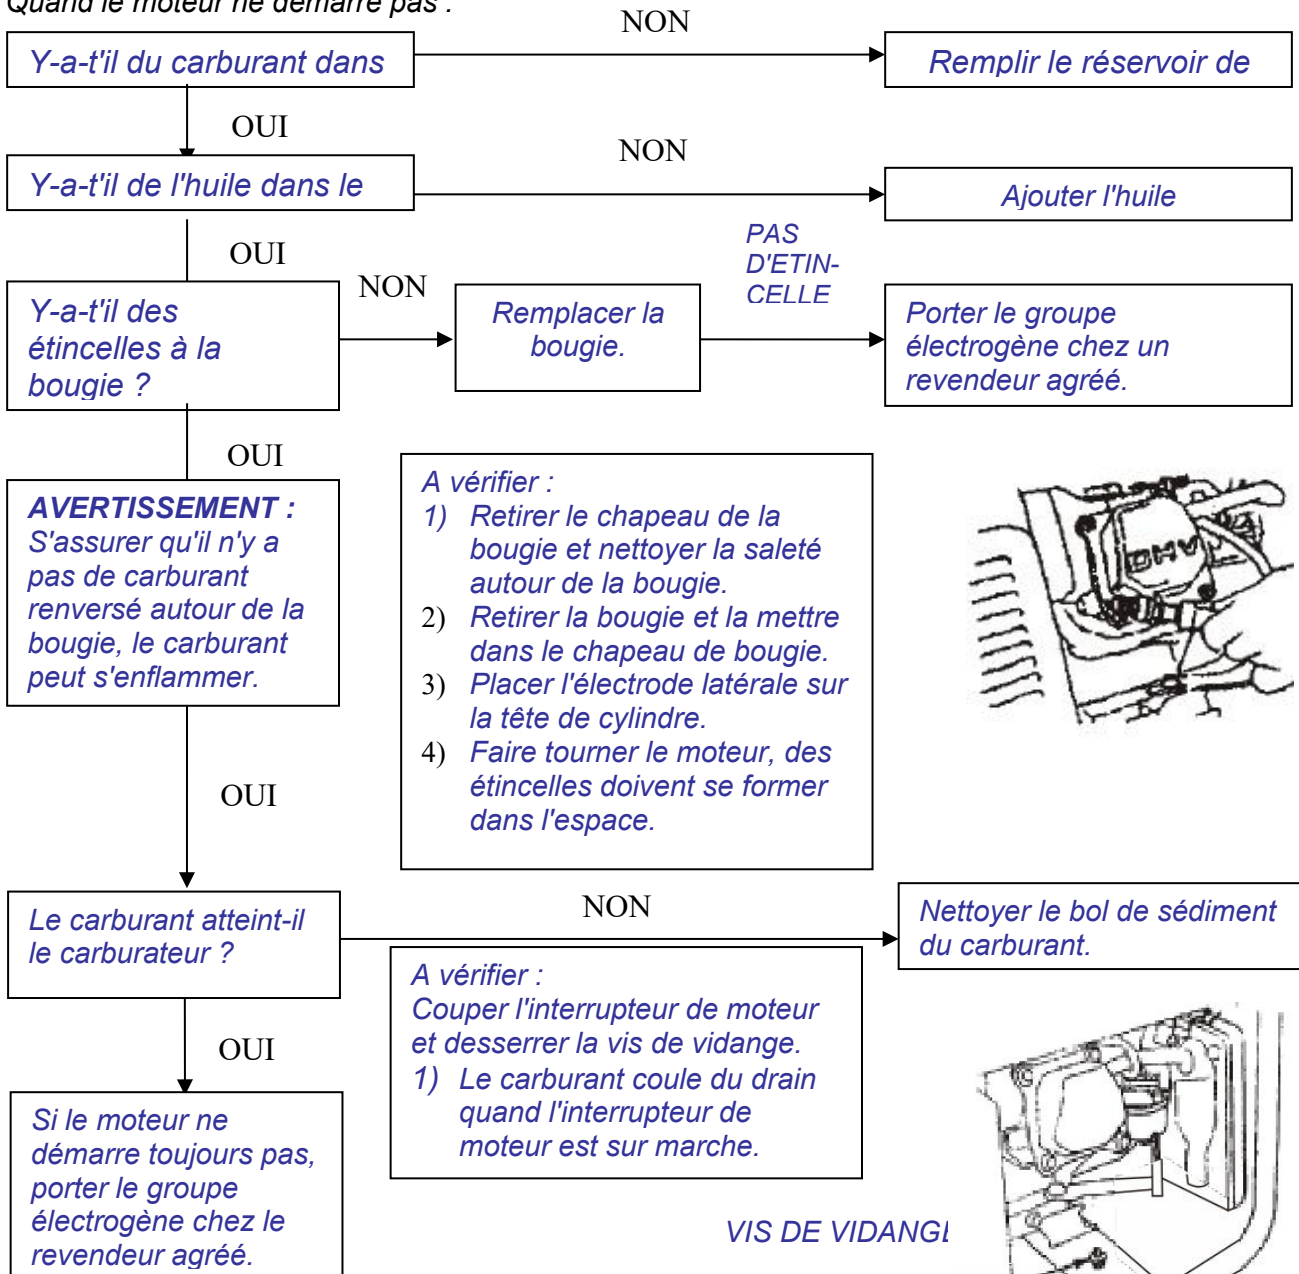 Quand le moteur ne démarre pas :
NON
Y-a-t'il du carburant dans
Remplir le réservoir de
OUI
NON
Y-a-t'il de l'huile dans le
Ajouter l'huile
OUI
NON
PAS
D'ETIN-
CELLE
Y-a-t'il des
étincelles à la
bougie ?
Remplacer la
bougie.
Porter le groupe
électrogène chez un
revendeur agréé.
OUI
AVERTISSEMENT :
S'assurer qu'il n'y a
pas de carburant
renversé autour de la
bougie, le carburant
peut s'enflammer.
A vérifier :
1) Retirer le chapeau de la
bougie et nettoyer la saleté
autour de la bougie.
2) Retirer la bougie et la mettre
dans le chapeau de bougie.
3) Placer l'électrode latérale sur
la tête de cylindre.
4) Faire tourner le moteur, des
étincelles doivent se former
dans l'espace.
OHV
OUI
Le carburant atteint-il
le carburateur ?
NON
Nettoyer le bol de sédiment
du carburant.
A vérifier :
Couper l'interrupteur de moteur
et desserrer la vis de vidange.
1) Le carburant coule du drain
quand l'interrupteur de
moteur est sur marche.
OUI
Si le moteur ne
démarre toujours pas,
porter le groupe
électrogène chez le
revendeur agréé.
VIS DE VIDANGE